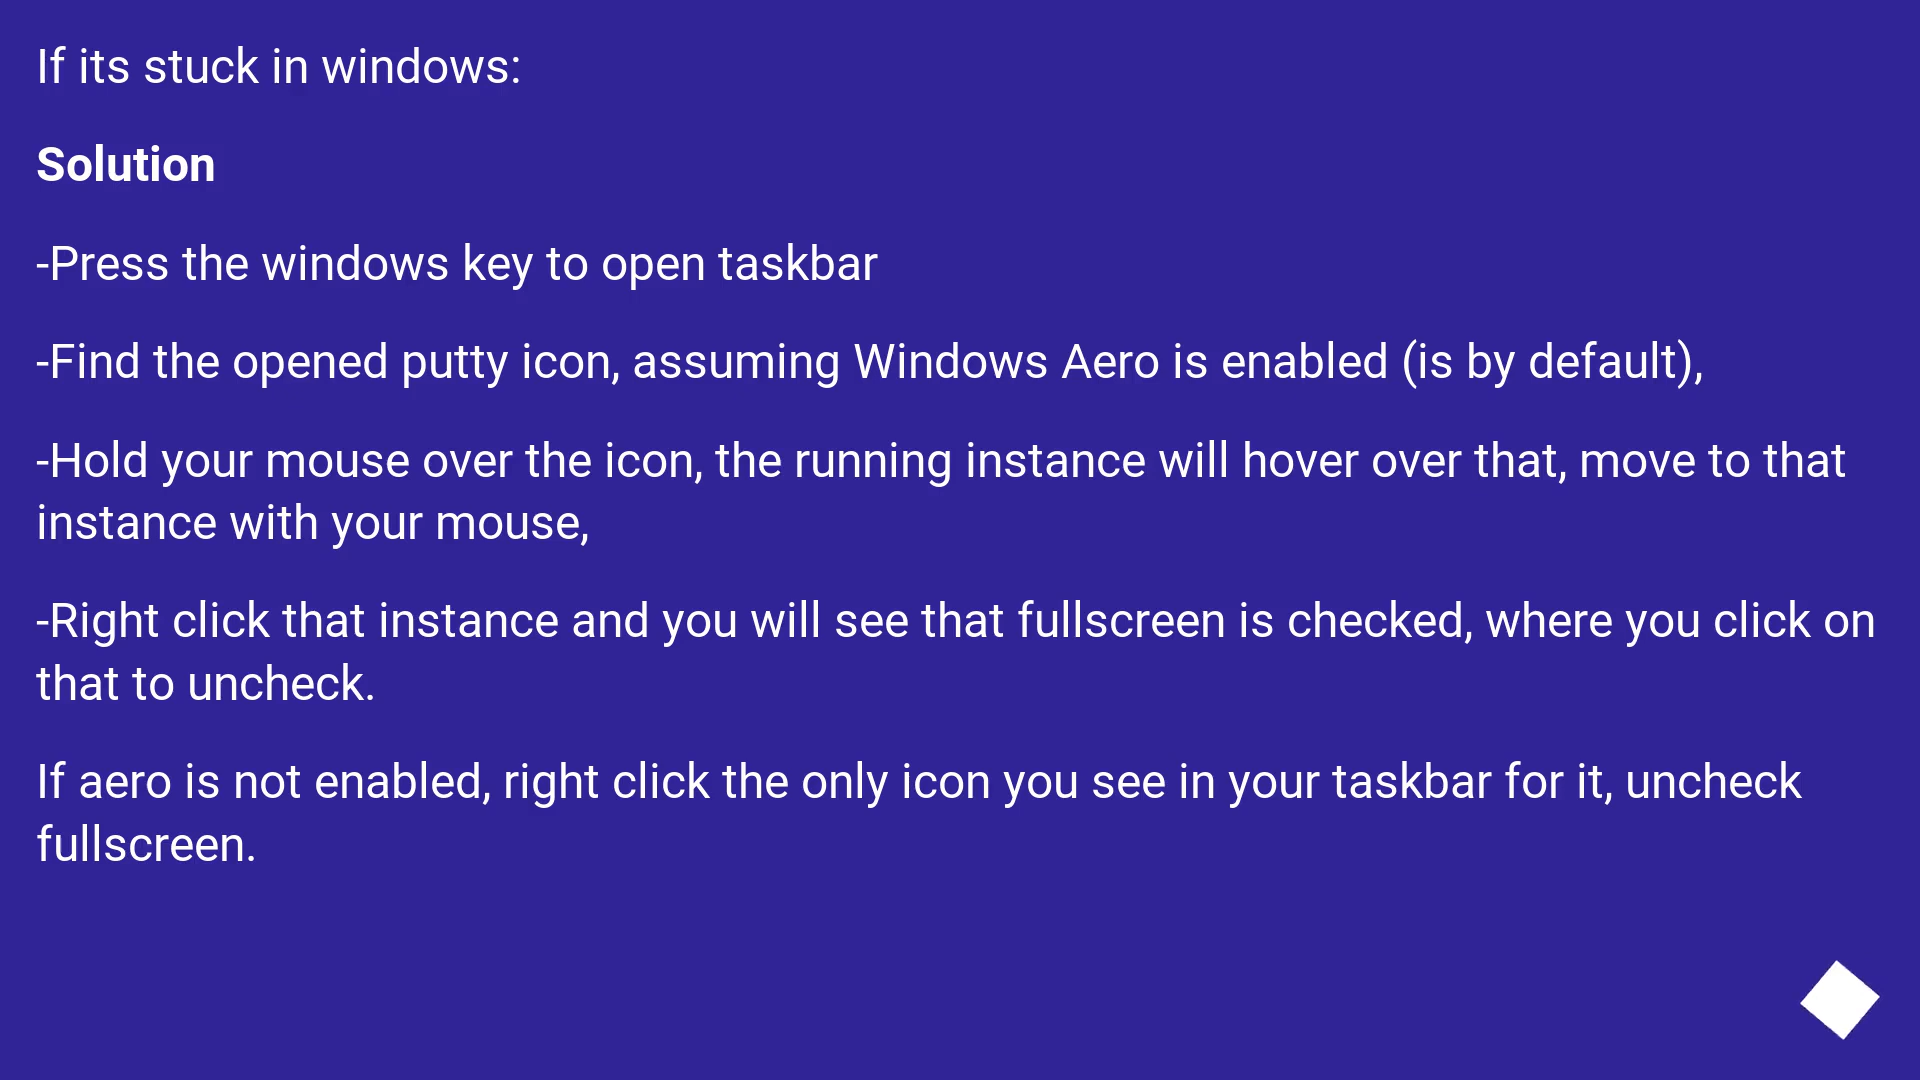 If its stuck in windows:
Solution
-Press the windows key to open taskbar
-Find the opened putty icon, assuming Windows Aero is enabled (is by default),
-Hold your mouse over the icon, the running instance will hover over that, move to that
instance with your mouse,
-Right click that instance and you will see that fullscreen is checked, where you click on
that to uncheck.
If aero is not enabled, right click the only icon you see in your taskbar for it, uncheck
fullscreen.